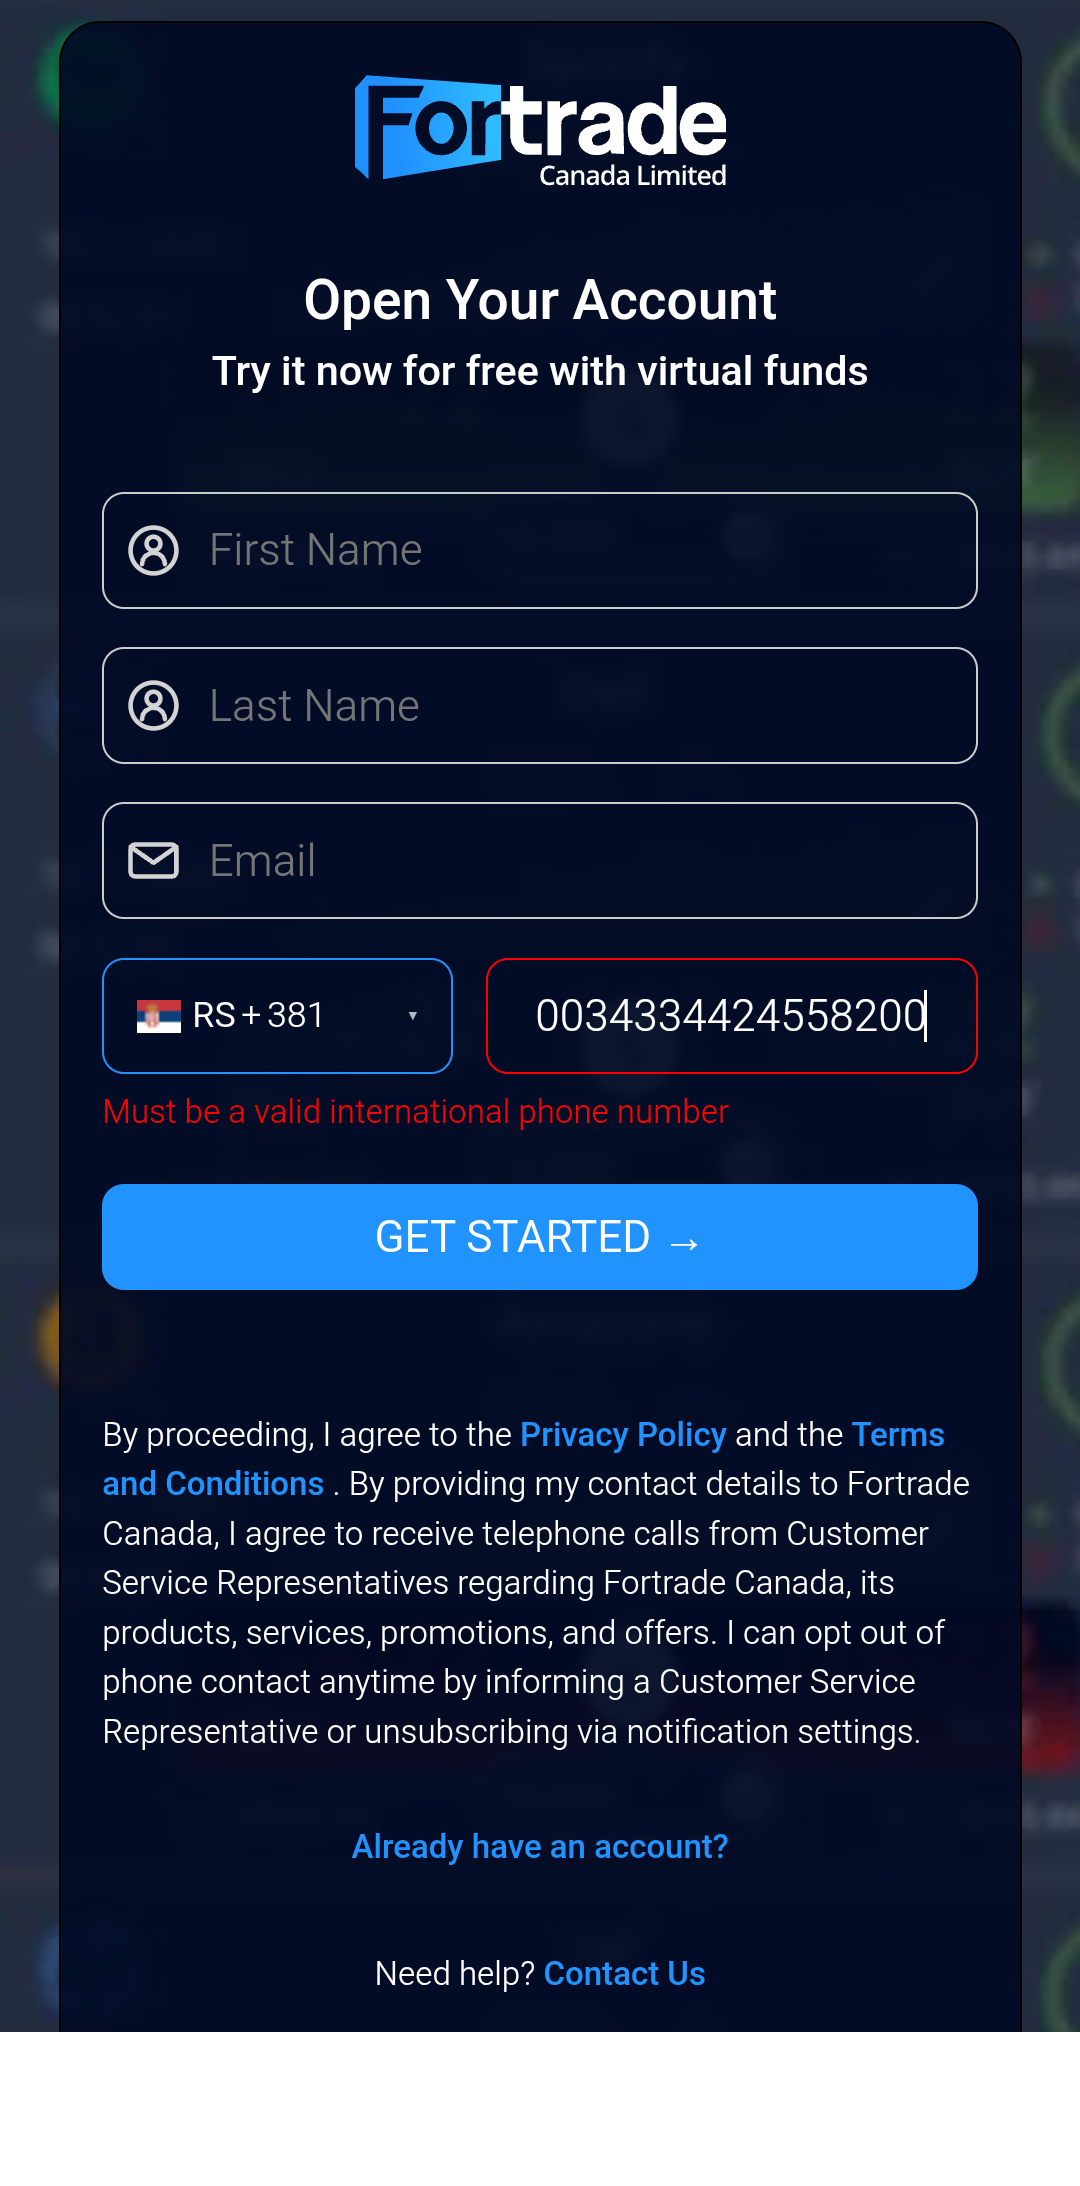 Fortrade
Canada Limited
Open Your Account
Try it now for free with virtual funds
First Name
Last Name
Email
RS + 381 ▼ 0034334424558200
Must be a valid international phone number
GET STARTED →
By proceeding, I agree to the Privacy Policy and the Terms
and Conditions . By providing my contact details to Fortrade
Canada, I agree to receive telephone calls from Customer
Service Representatives regarding Fortrade Canada, its
products, services, promotions, and offers. I can opt out of
phone contact anytime by informing a Customer Service
Representative or unsubscribing via notification settings.
Already have an account?
Need help? Contact Us